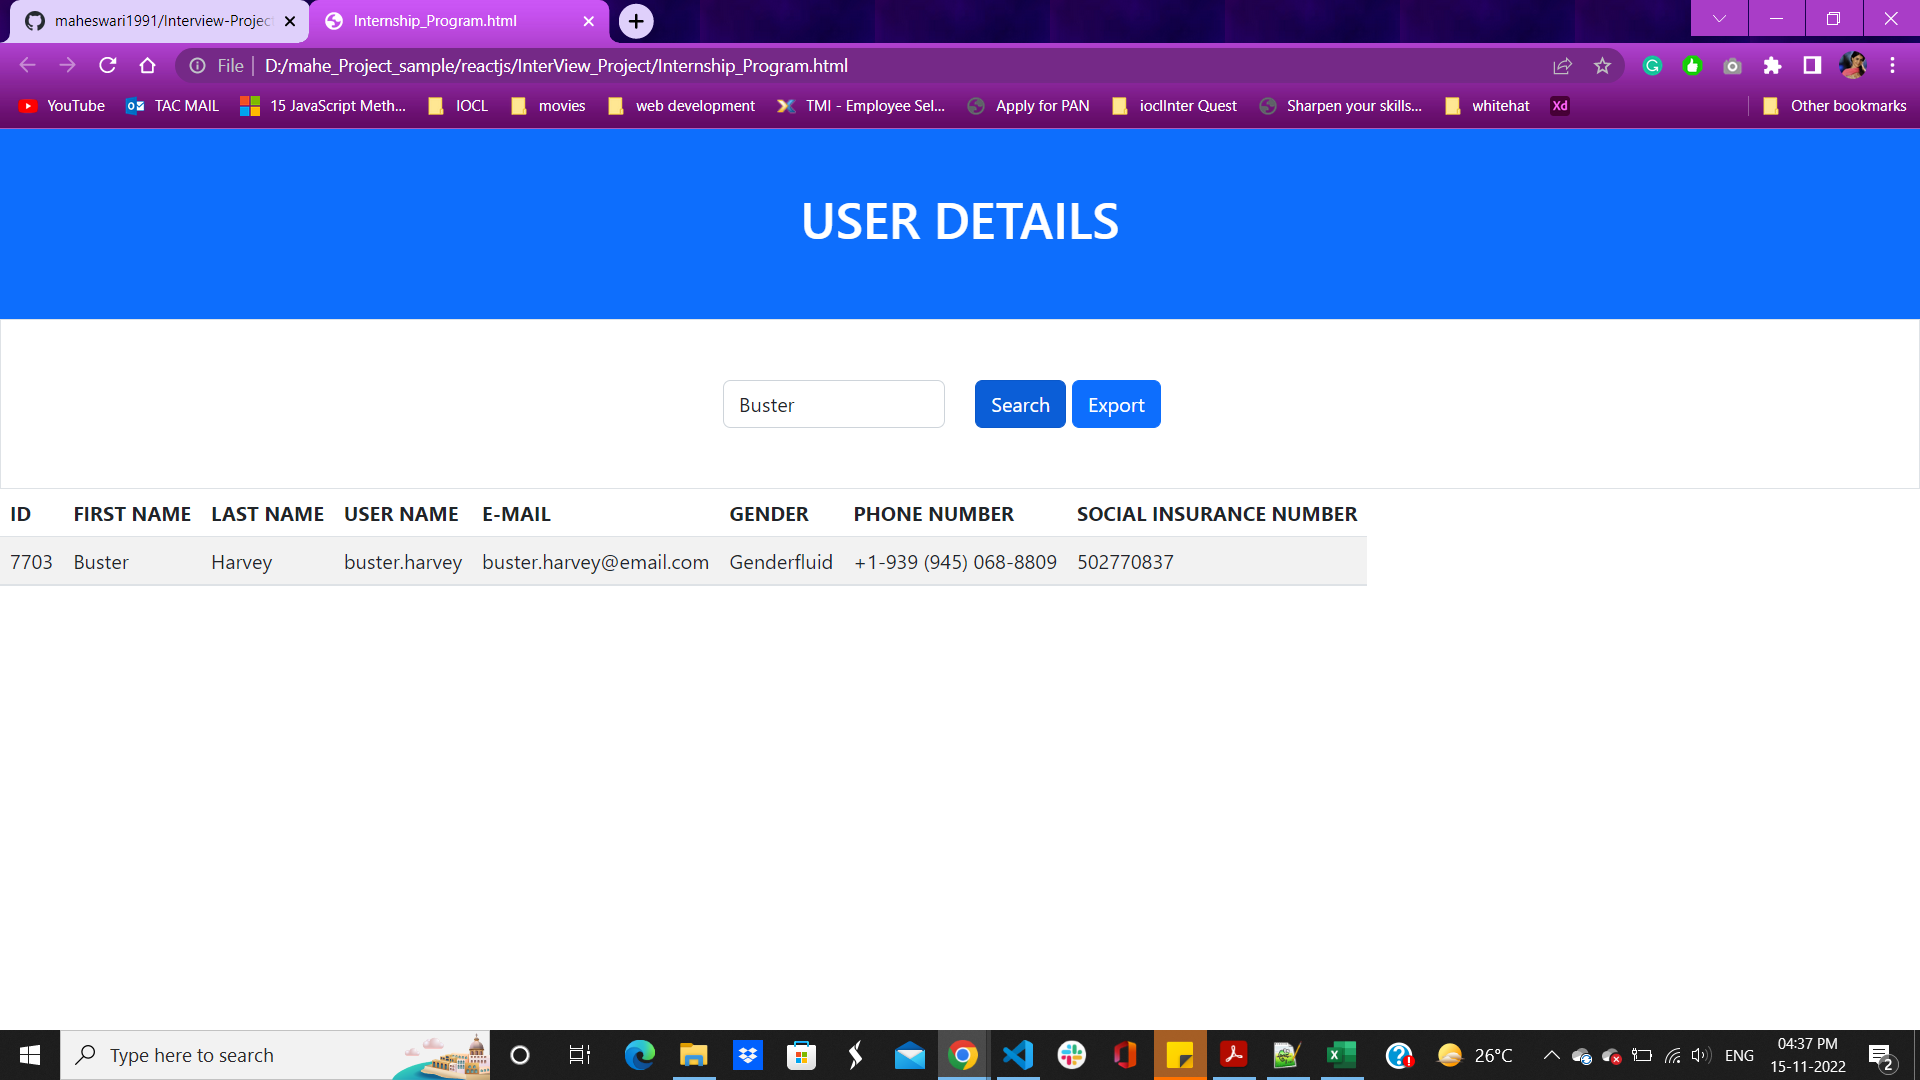 maheswari1991/Interview-Project
Internship_Program.html
File | D:/mahe_Project_sample/reactjs/InterView_Project/Internship_Program.html
YouTube
TAC MAIL
15 JavaScript Meth...
IOCL
movies
web development
TMI - Employee Sel...
Apply for PAN
ioclInter Quest
Sharpen your skills...
whitehat
Xd
Other bookmarks
USER DETAILS
Buster
Search
Export
ID FIRST NAME LAST NAME USER NAME E-MAIL GENDER PHONE NUMBER SOCIAL INSURANCE NUMBER
7703 Buster Harvey buster.harvey buster.harvey@email.com Genderfluid +1-939 (945) 068-8809 502770837
Type here to search
26°C
ENG
04:37 PM
15-11-2022
2